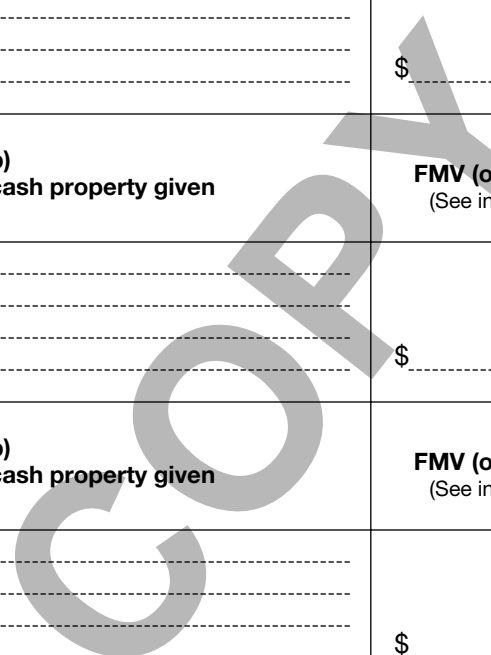 $
)
cash property given
FMV (o
(See in
$
)
cash property given
FMV (o
(See in
$
COPY